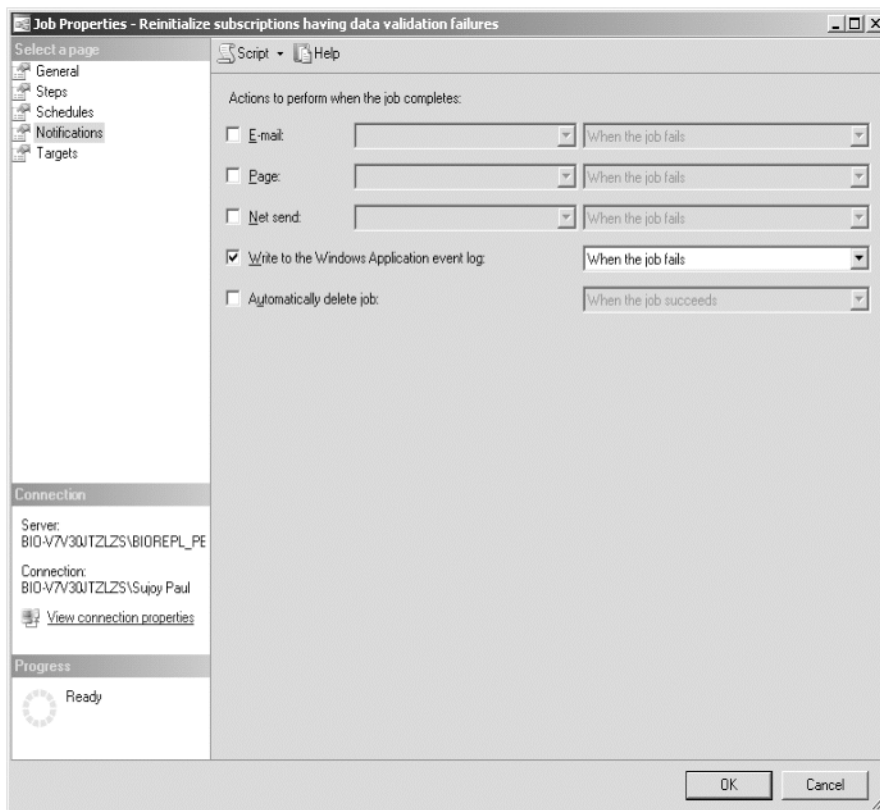 Job Properties - Reinitialize subscriptions having data validation failures
Select a page
General
Steps
Schedules
Notifications
Targets
Script Help
Actions to perform when the job completes:
E-mail: When the job fails
Page: When the job fails
Net send: When the job fails
Write to the Windows Application event log: When the job fails
Automatically delete job: When the job succeeds
Connection
Server:
BIO-V7V30JTZLZS\BIOREPL_PE
Connection:
BIO-V7V30JTZLZS\Sujoy Paul
View connection properties
Progress
Ready
OK Cancel